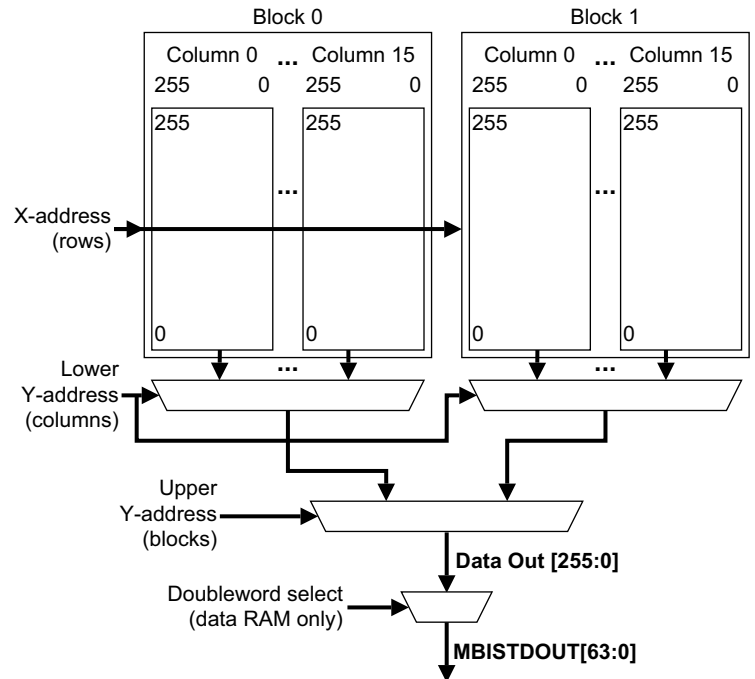 Block 0
Block 1
Column 0 ... Column 15
Column 0 ... Column 15
255 0 255 0
255 0 255 0
255
255
255
255
...
...
X-address
(rows)
0
0
0
0
...
...
Lower
Y-address
(columns)
Upper
Y-address
(blocks)
Data Out [255:0]
Doubleword select
(data RAM only)
MBISTDOUT[63:0]